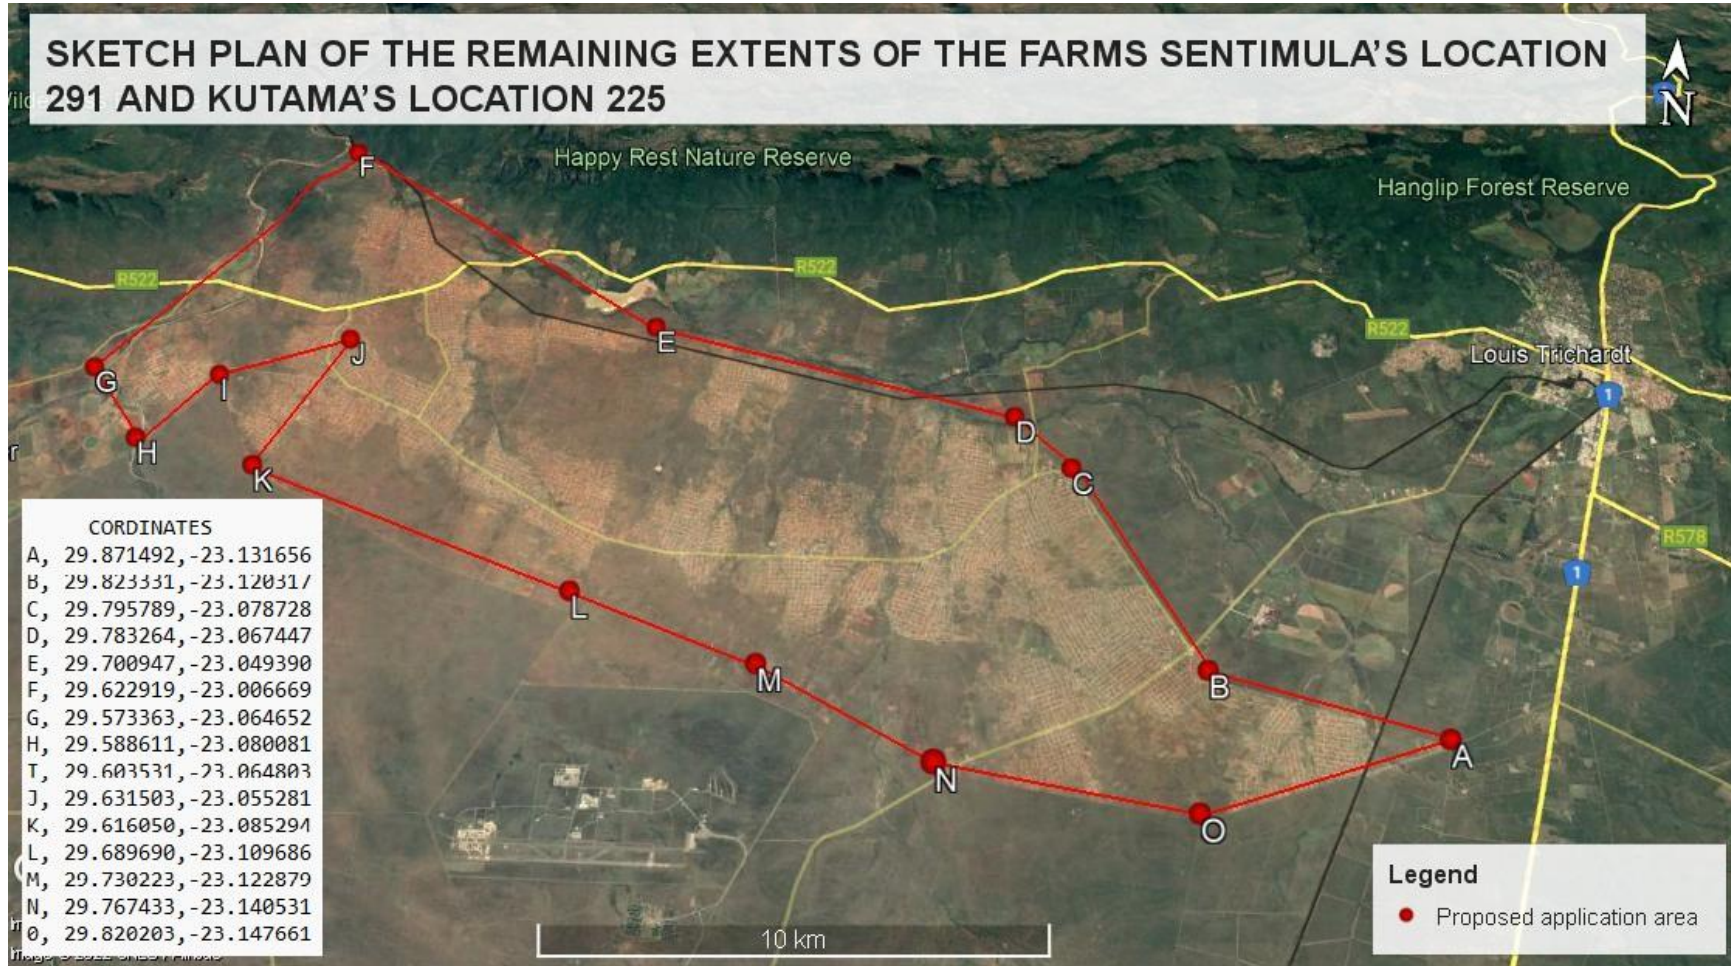 SKETCH PLAN OF THE REMAINING EXTENTS OF THE FARMS SENTIMULA'S LOCATION
291 AND KUTAMA'S LOCATION 225
N
Happy Rest Nature Reserve
Hanglip Forest Reserve
F
R522
R522
R522
E
J
Louis Trichardt
G
I
1
D
H
K
C
R578
1
L
M
B
N
A
O
CORDINATES
A, 29.871492,-23.131656
B, 29.823331,-23.120317
C, 29.795789,-23.078728
D, 29.783264,-23.067447
E, 29.700947,-23.049390
F, 29.622919,-23.006669
G, 29.573363,-23.064652
H, 29.588611,-23.080081
I, 29.603531,-23.064803
J, 29.631503,-23.055281
K, 29.616050,-23.085294
L, 29.689690,-23.109686
M, 29.730223,-23.122879
N, 29.767433,-23.140531
0, 29.820203,-23.147661
10 km
Legend
Proposed application area